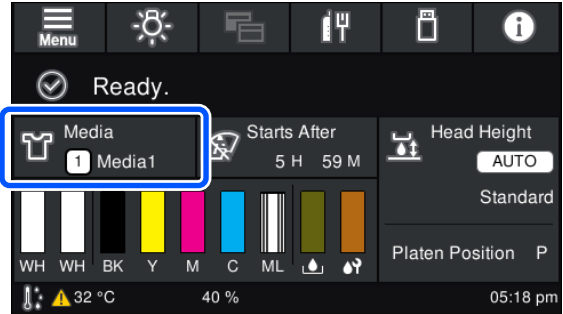 Menu
Ready.
Media
1 Media1
Starts After
5 H 59 M
Head Height
AUTO
Standard
WH WH BK Y M C ML
Platen Position P
32 °C 40 % 05:18 pm